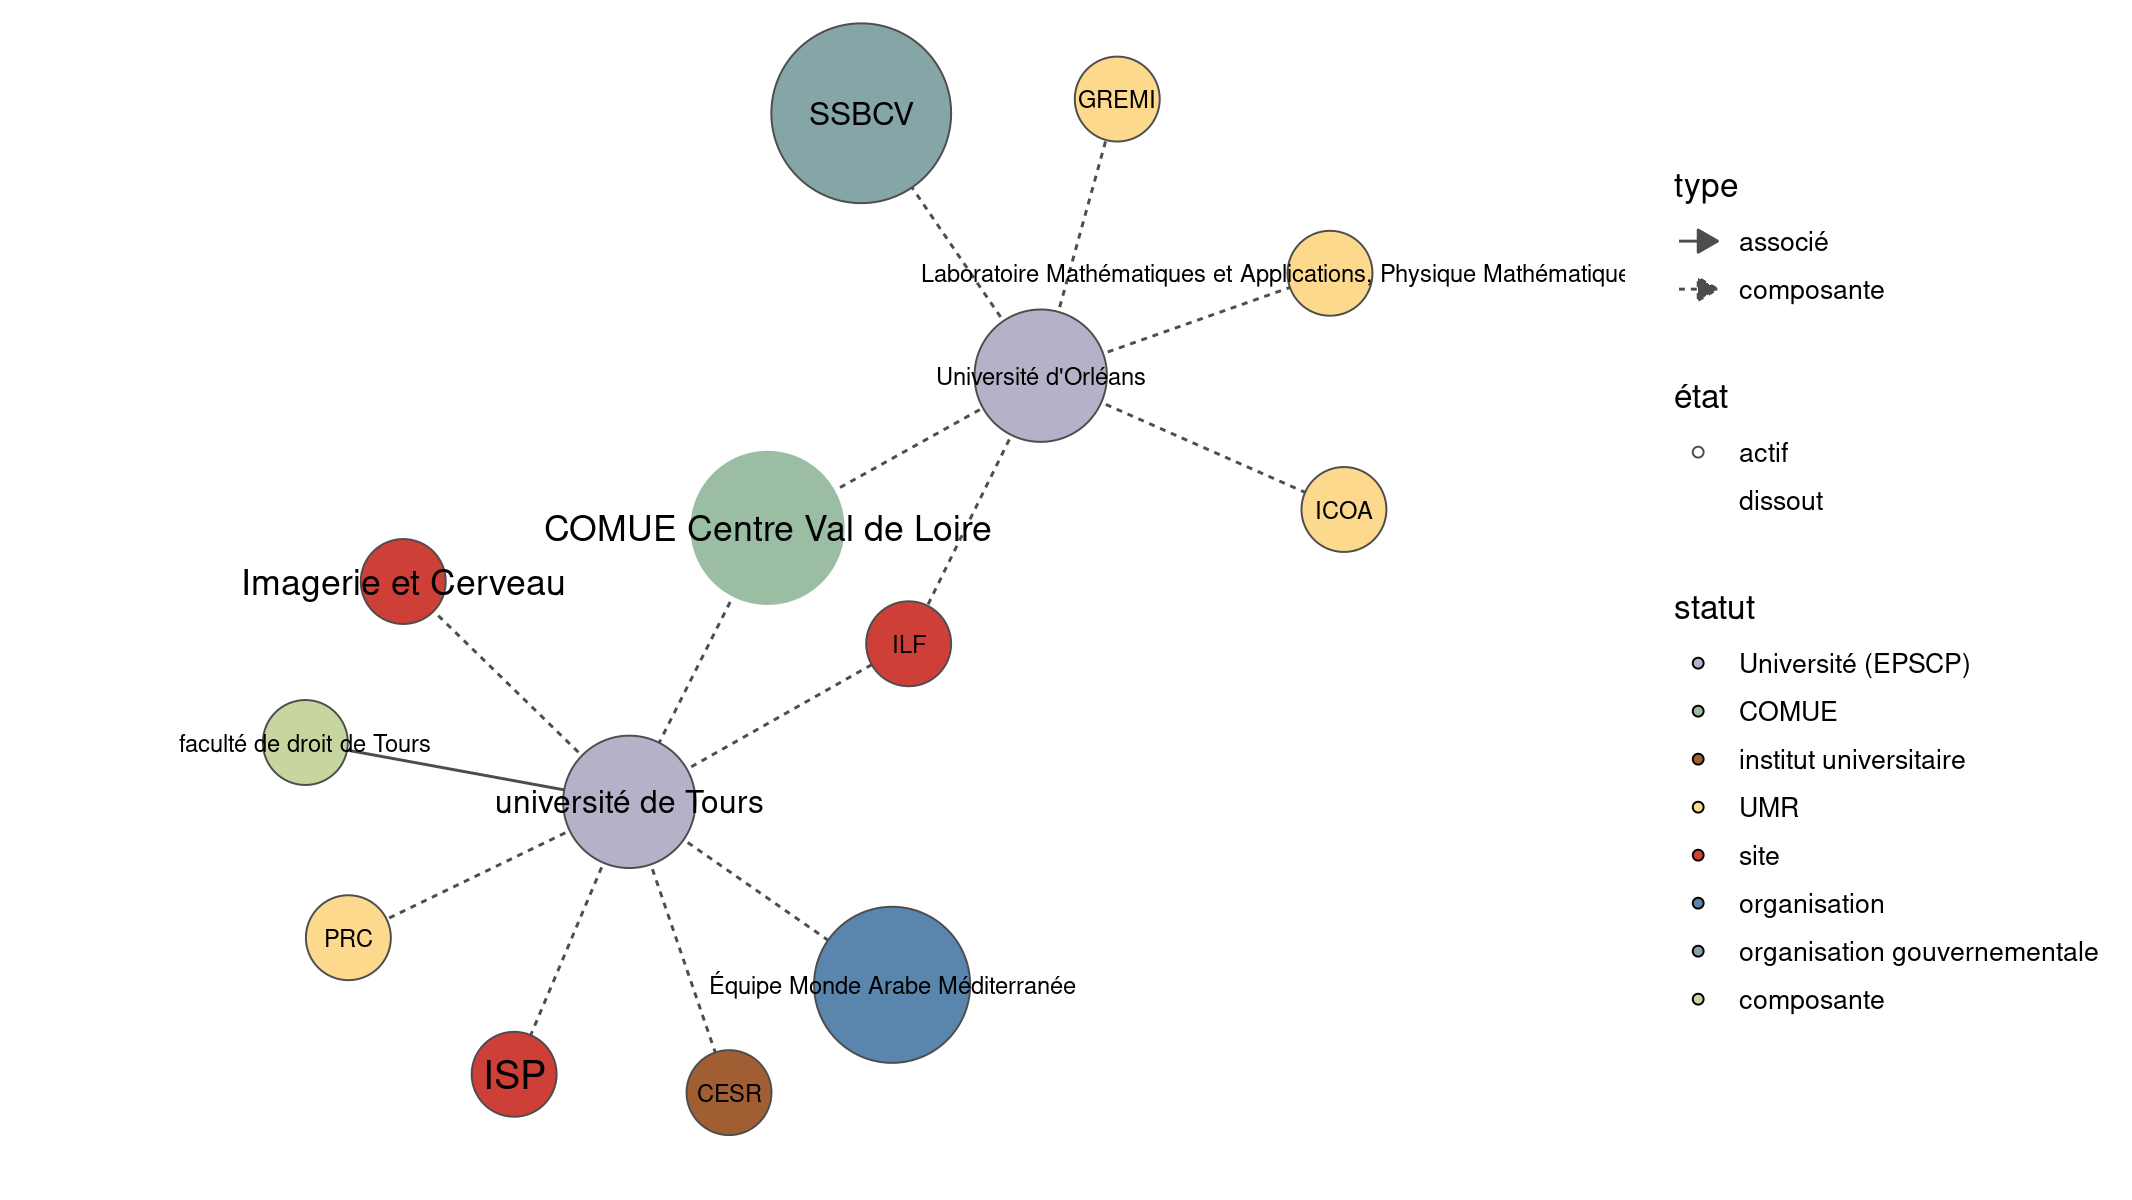 SSBCV
GREMI
Laboratoire Mathématiques et Applications, Physique Mathématique
Université d'Orléans
COMUE Centre Val de Loire
ICOA
Imagerie et Cerveau
ILF
faculté de droit de Tours
université de Tours
PRC
Équipe Monde Arabe Méditerranée
ISP
CESR
type
associé
composante
état
actif
dissout
statut
Université (EPSCP)
COMUE
institut universitaire
UMR
site
organisation
organisation gouvernementale
composante